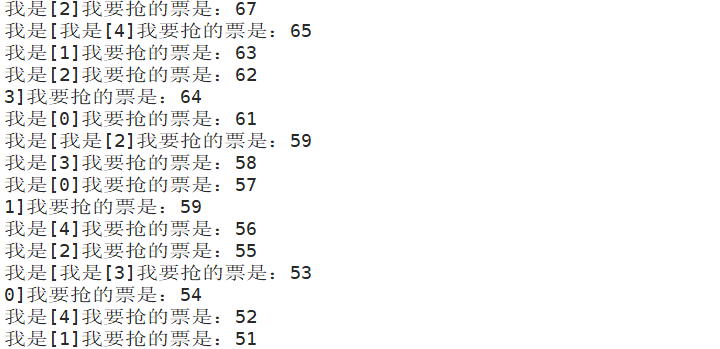 我是[2]我要抢的票是：67
我是[我是[4]我要抢的票是：65
我是[1]我要抢的票是：63
我是[2]我要抢的票是：62
3]我要抢的票是：64
我是[0]我要抢的票是：61
我是[我是[2]我要抢的票是：59
我是[3]我要抢的票是：58
我是[0]我要抢的票是：57
1]我要抢的票是：59
我是[4]我要抢的票是：56
我是[2]我要抢的票是：55
我是[我是[3]我要抢的票是：53
0]我要抢的票是：54
我是[4]我要抢的票是：52
我是[1]我要抢的票是：51